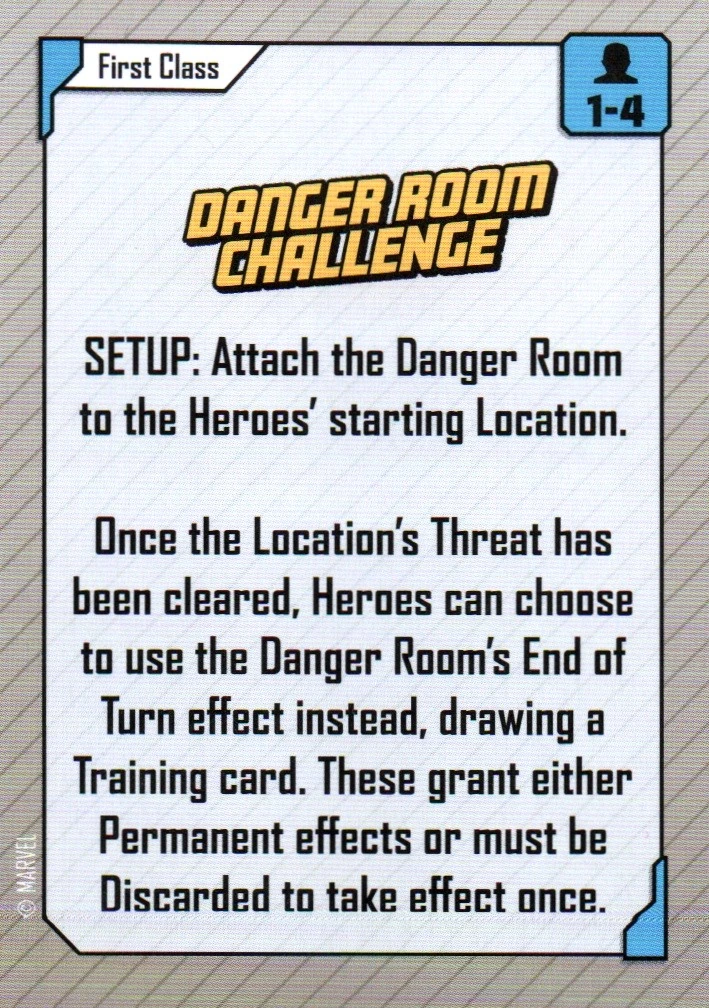 First Class
1-4
DANGER ROOM
CHALLENGE
SETUP: Attach the Danger Room
to the Heroes’ starting Location.
Once the Location’s Threat has
been cleared, Heroes can choose
to use the Danger Room’s End of
Turn effect instead, drawing a
Training card. These grant either
Permanent effects or must be
Discarded to take effect once.
© MARVEL